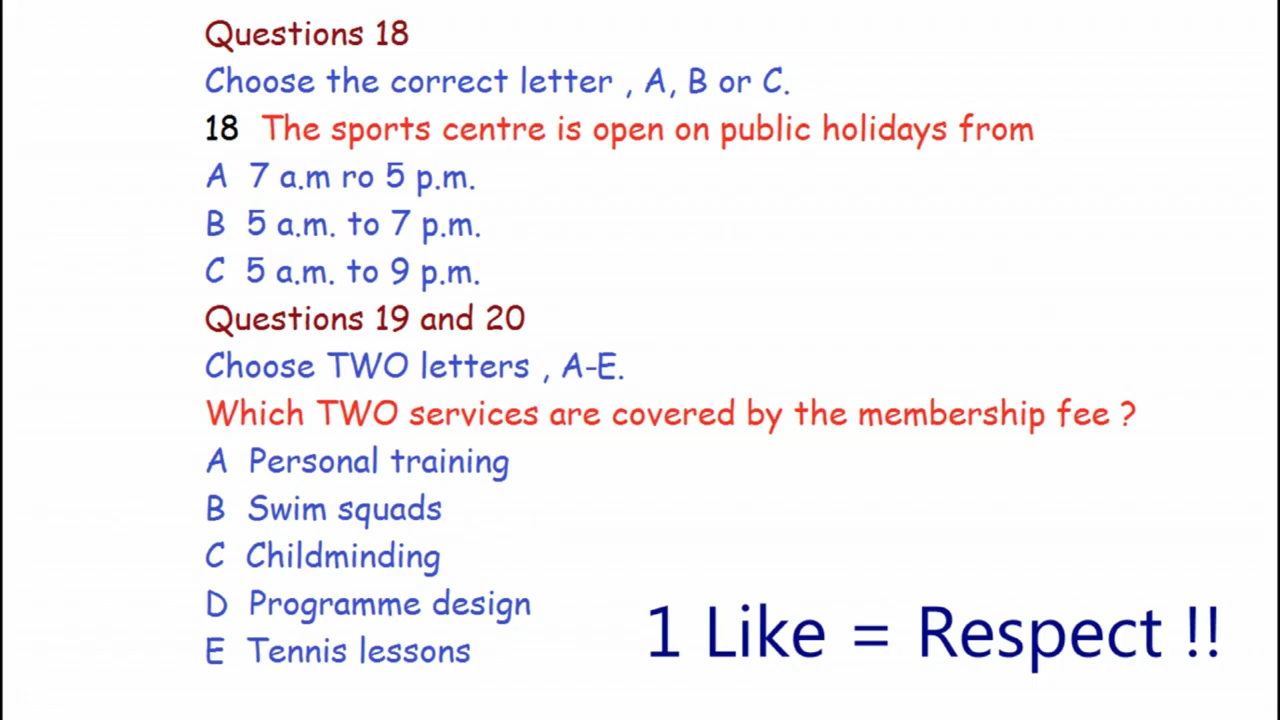 Questions 18
Choose the correct letter , A, B or C.
18 The sports centre is open on public holidays from
A 7 a.m ro 5 p.m.
B 5 a.m. to 7 p.m.
C 5 a.m. to 9 p.m.
Questions 19 and 20
Choose TWO letters , A-E.
Which TWO services are covered by the membership fee ?
A Personal training
B Swim squads
C Childminding
D Programme design
E Tennis lessons
1 Like = Respect !!